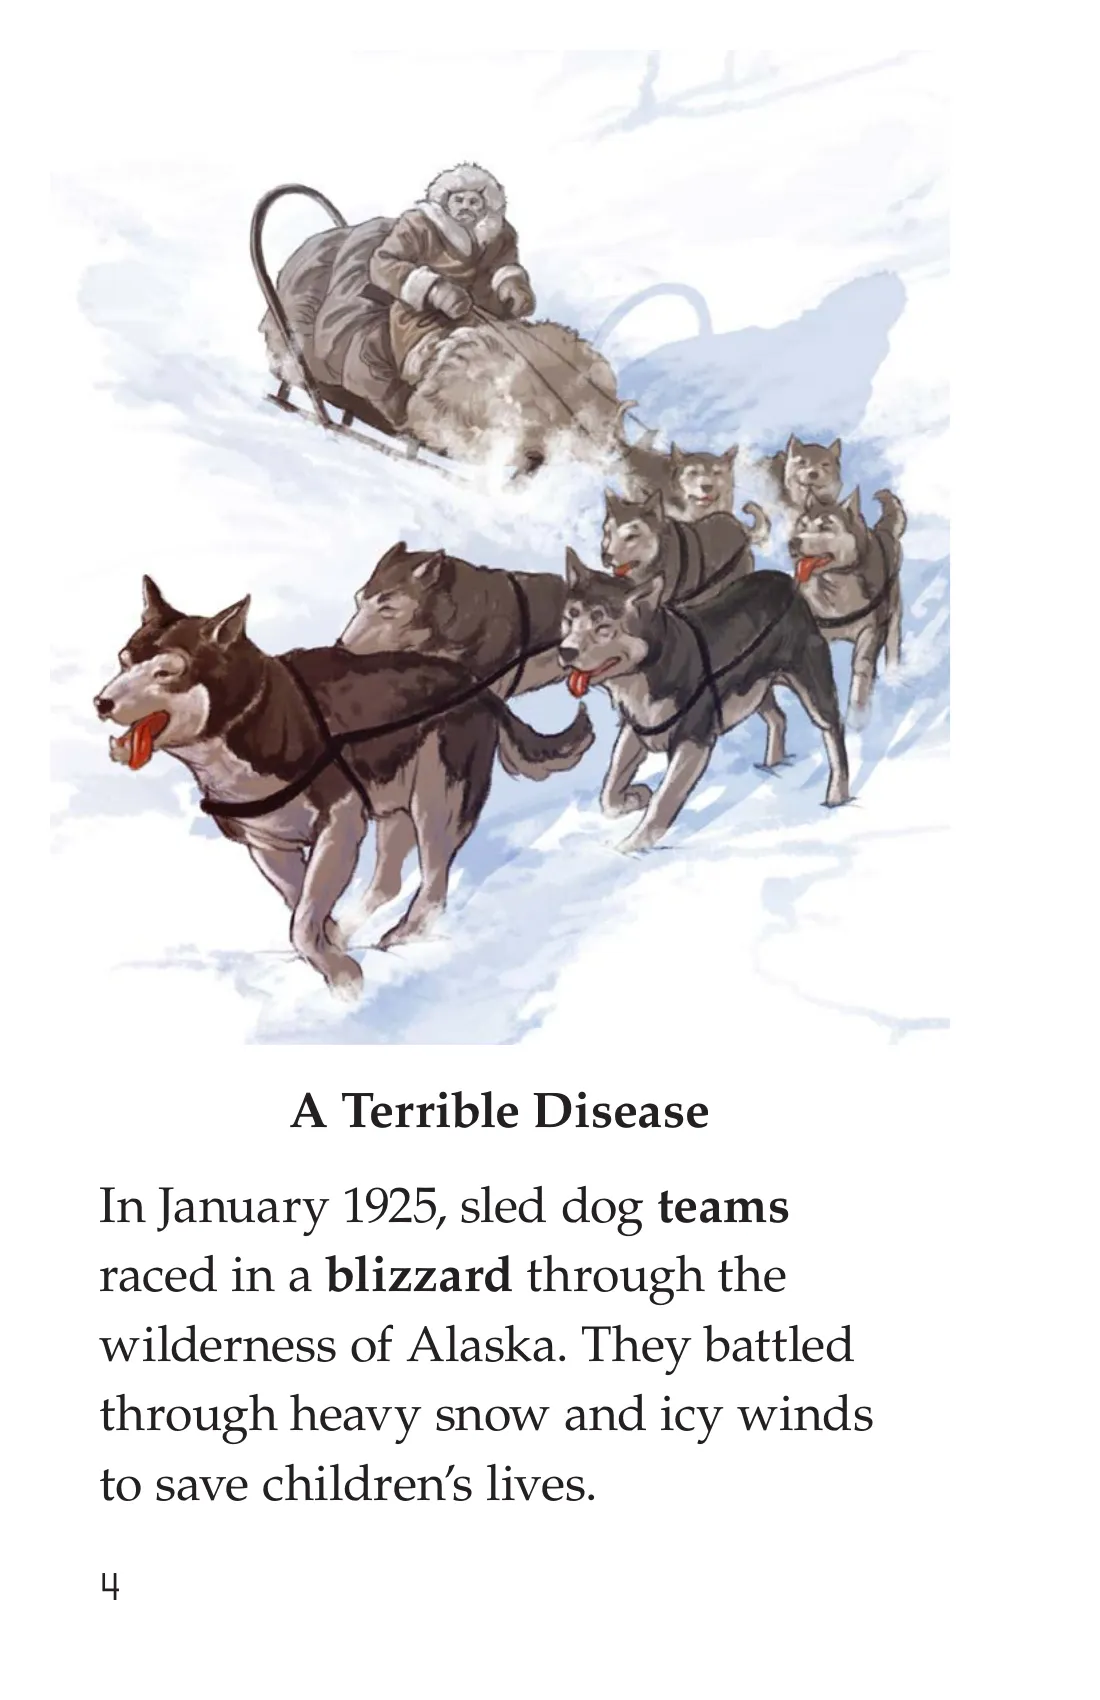 A Terrible Disease
In January 1925, sled dog teams
raced in a blizzard through the
wilderness of Alaska. They battled
through heavy snow and icy winds
to save children’s lives.
4